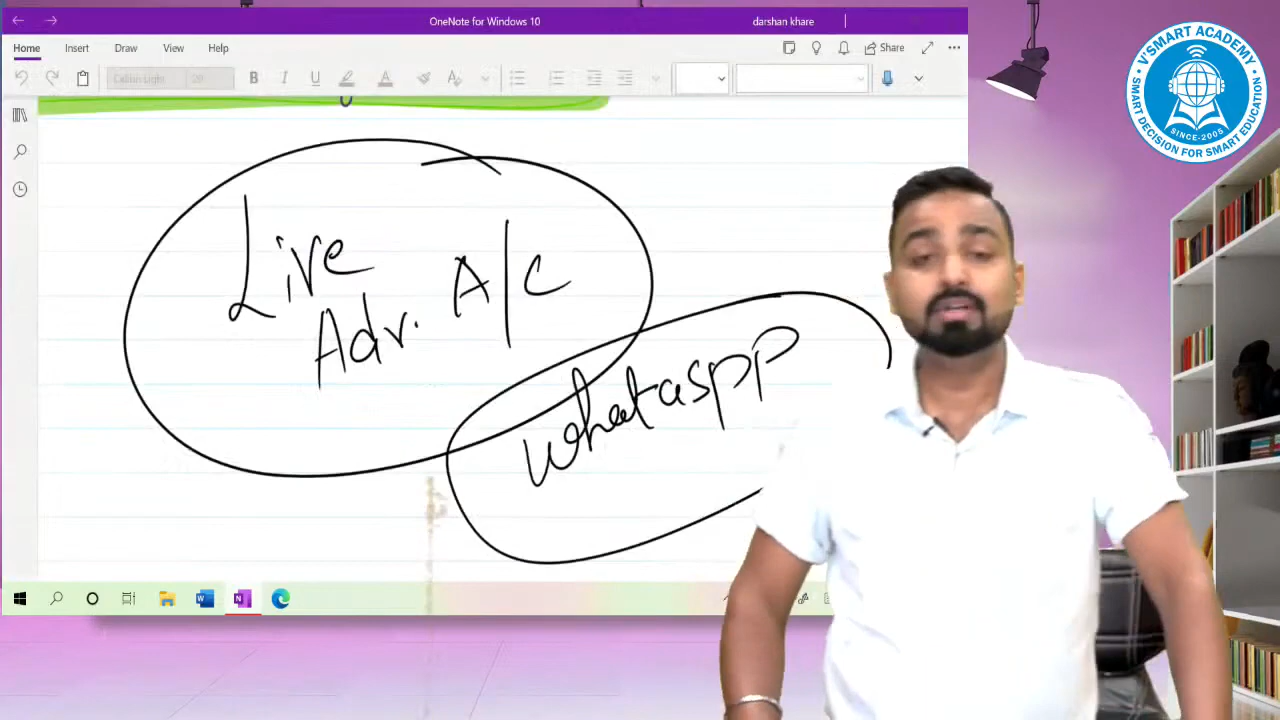 OneNote for Windows 10
darshan khare
Home Insert Draw View Help
Share
B I U A
Live
Adv. A/c
Whataspp
V'SMART ACADEMY
SINCE-2005
SMART DECISION FOR SMART EDUCATION